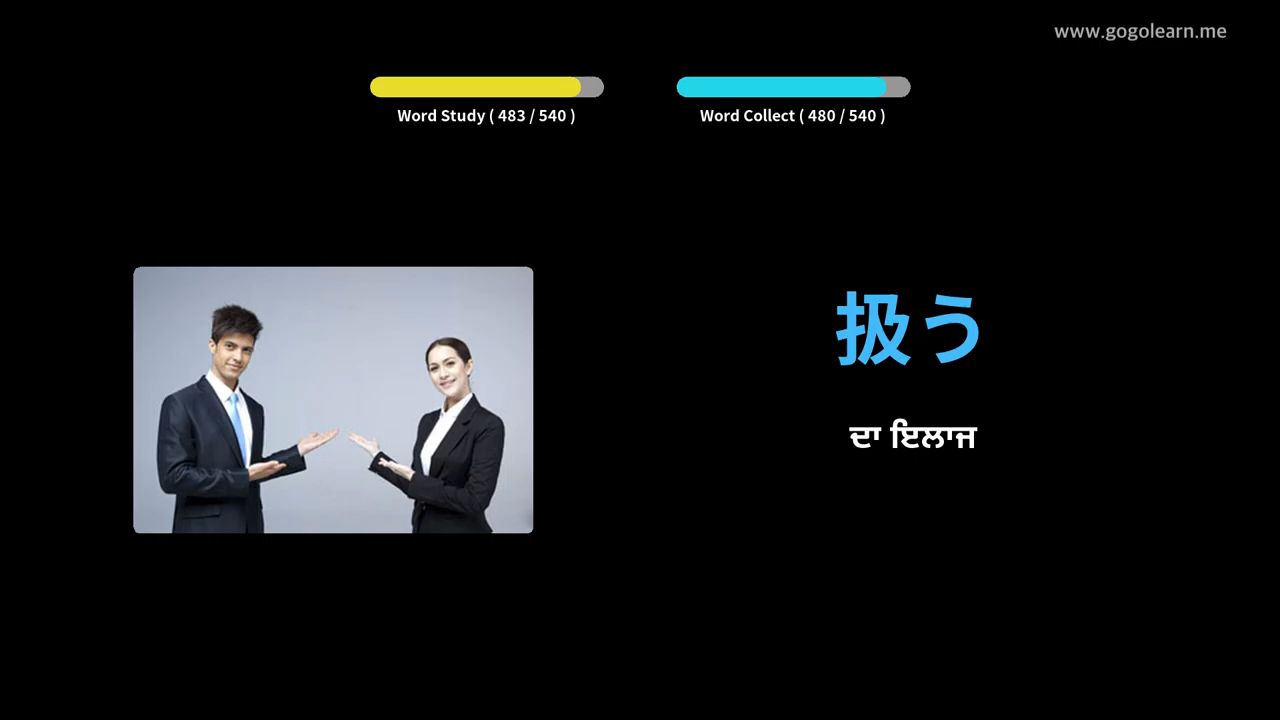 www.gogolearn.me
Word Study ( 483 / 540 )
Word Collect ( 480 / 540 )
扱う
ਦਾ ਇਲਾਜ